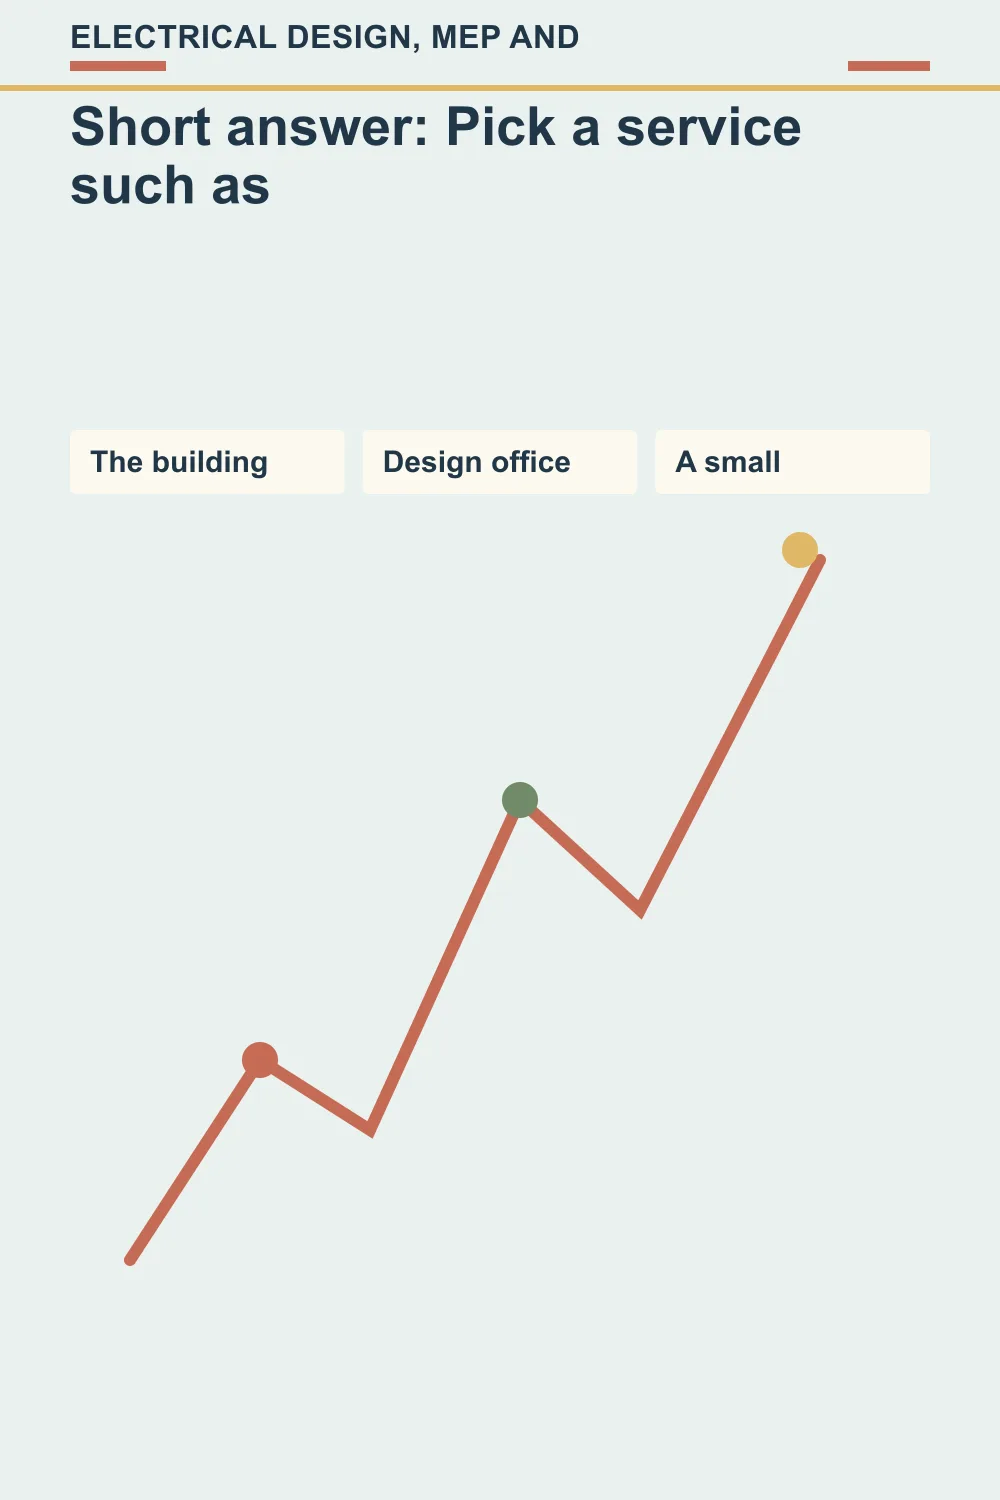 ELECTRICAL DESIGN, MEP AND
Short answer: Pick a service
such as
The building
Design office
A small